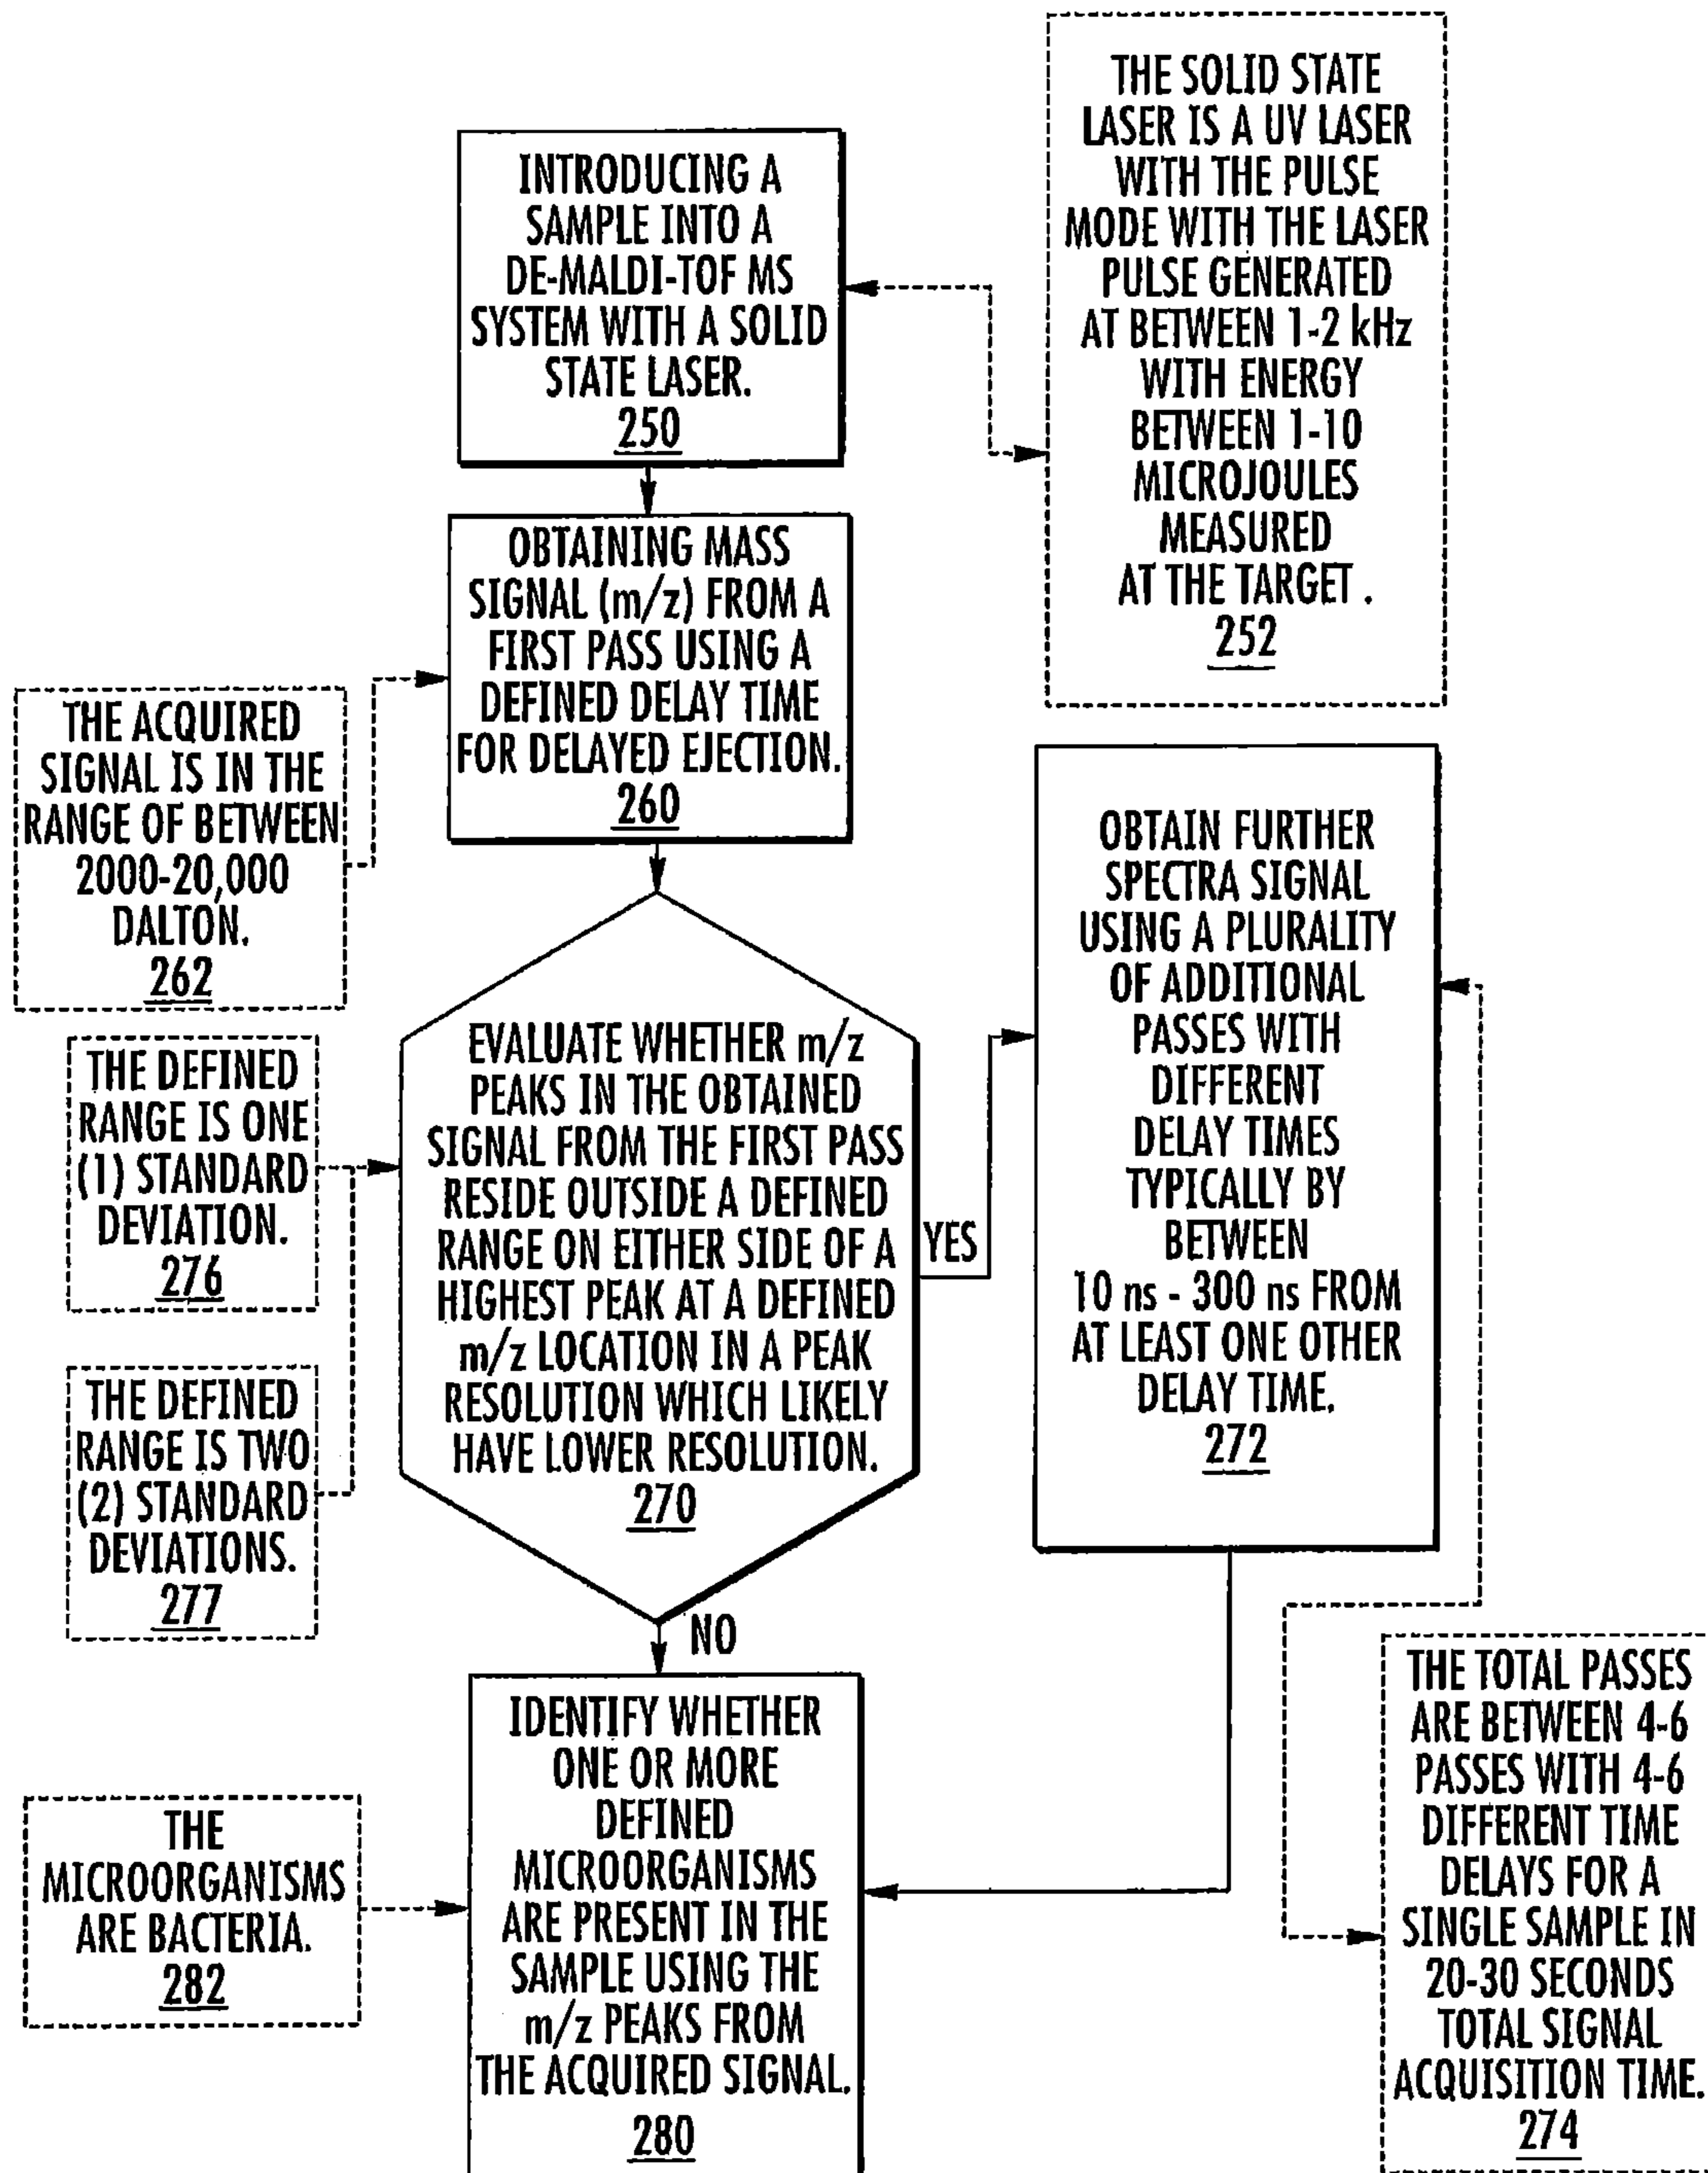 INTRODUCING A
SAMPLE INTO A
DE-MALDI-TOF MS
SYSTEM WITH A SOLID
STATE LASER.
250
THE SOLID STATE
LASER IS A UV LASER
WITH THE PULSE
MODE WITH THE LASER
PULSE GENERATED
AT BETWEEN 1-2 kHz
WITH ENERGY
BETWEEN 1-10
MICROJOULES
MEASURED
AT THE TARGET .
252
OBTAINING MASS
SIGNAL (m/z) FROM A
FIRST PASS USING A
DEFINED DELAY TIME
FOR DELAYED EJECTION.
260
THE ACQUIRED
SIGNAL IS IN THE
RANGE OF BETWEEN
2000-20,000
DALTON.
262
EVALUATE WHETHER m/z
PEAKS IN THE OBTAINED
SIGNAL FROM THE FIRST PASS
RESIDE OUTSIDE A DEFINED
RANGE ON EITHER SIDE OF A
HIGHEST PEAK AT A DEFINED
m/z LOCATION IN A PEAK
RESOLUTION WHICH LIKELY
HAVE LOWER RESOLUTION.
270
THE DEFINED
RANGE IS ONE
(1) STANDARD
DEVIATION.
276
THE DEFINED
RANGE IS TWO
(2) STANDARD
DEVIATIONS.
277
YES
OBTAIN FURTHER
SPECTRA SIGNAL
USING A PLURALITY
OF ADDITIONAL
PASSES WITH
DIFFERENT
DELAY TIMES
TYPICALLY BY
BETWEEN
10 ns - 300 ns FROM
AT LEAST ONE OTHER
DELAY TIME.
272
THE TOTAL PASSES
ARE BETWEEN 4-6
PASSES WITH 4-6
DIFFERENT TIME
DELAYS FOR A
SINGLE SAMPLE IN
20-30 SECONDS
TOTAL SIGNAL
ACQUISITION TIME.
274
NO
IDENTIFY WHETHER
ONE OR MORE
DEFINED
MICROORGANISMS
ARE PRESENT IN THE
SAMPLE USING THE
m/z PEAKS FROM
THE ACQUIRED SIGNAL.
280
THE
MICROORGANISMS
ARE BACTERIA.
282